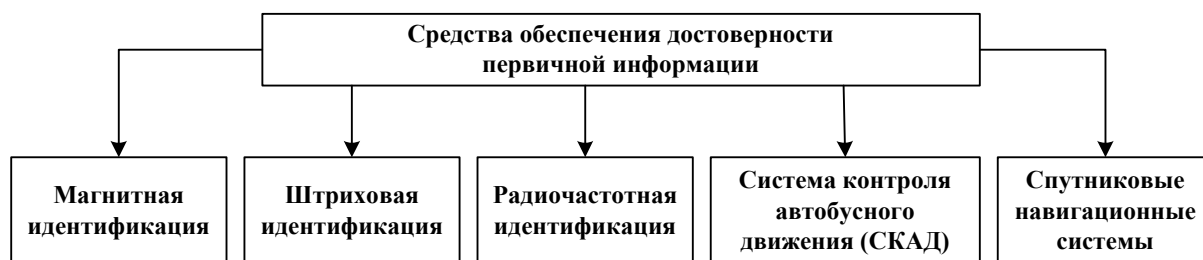 Средства обеспечения достоверности
первичной информации
Магнитная
идентификация
Штриховая
идентификация
Радиочастотная
идентификация
Система контроля
автобусного
движения (СКАД)
Спутниковые
навигационные
системы